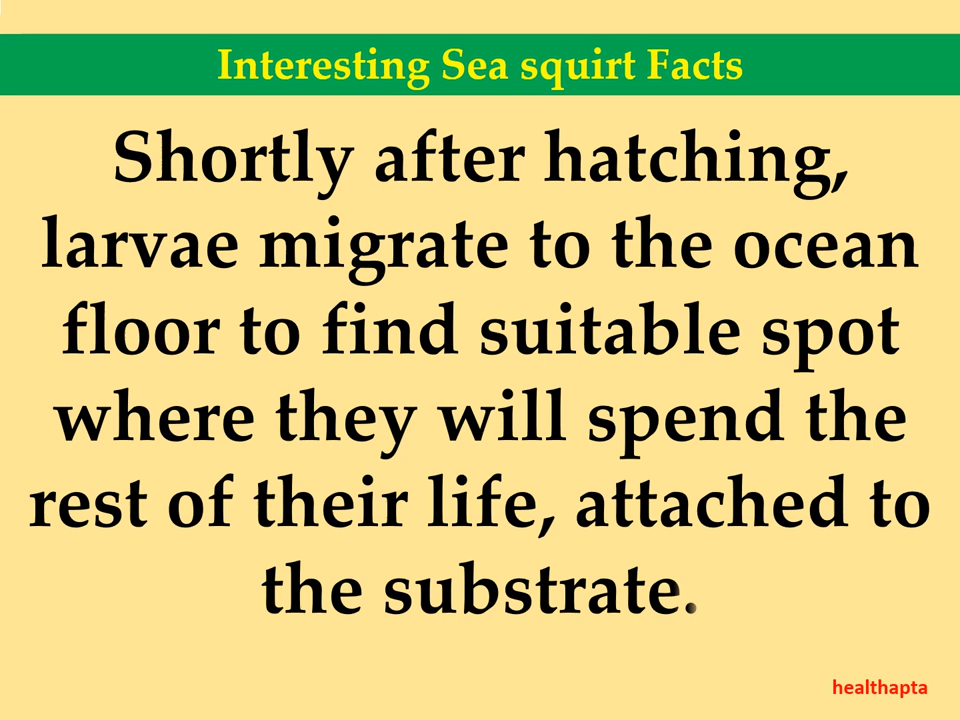 Interesting Sea squirt Facts
Shortly after hatching,
larvae migrate to the ocean
floor to find suitable spot
where they will spend the
rest of their life, attached to
the substrate.
healthapta